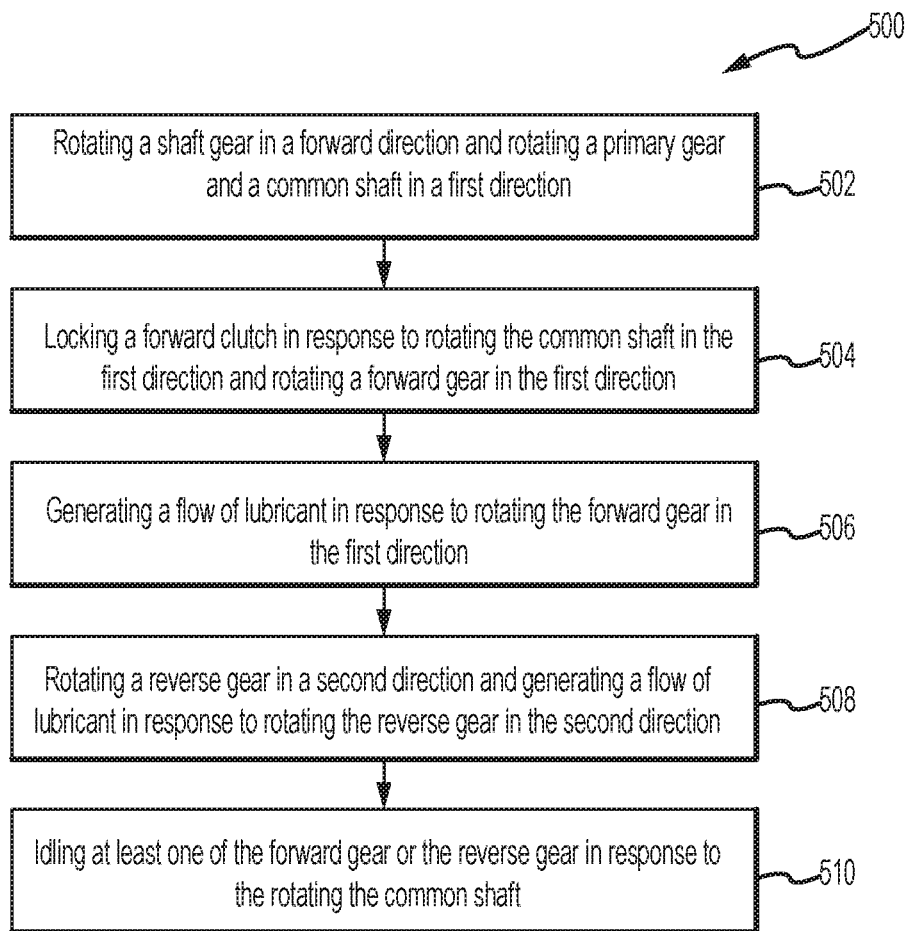 500
Rotating a shaft gear in a forward direction and rotating a primary gear
and a common shaft in a first direction
502
Locking a forward clutch in response to rotating the common shaft in the
first direction and rotating a forward gear in the first direction
504
Generating a flow of lubricant in response to rotating the forward gear in
the first direction
506
Rotating a reverse gear in a second direction and generating a flow of
lubricant in response to rotating the reverse gear in the second direction
508
Idling at least one of the forward gear or the reverse gear in response to
the rotating the common shaft
510